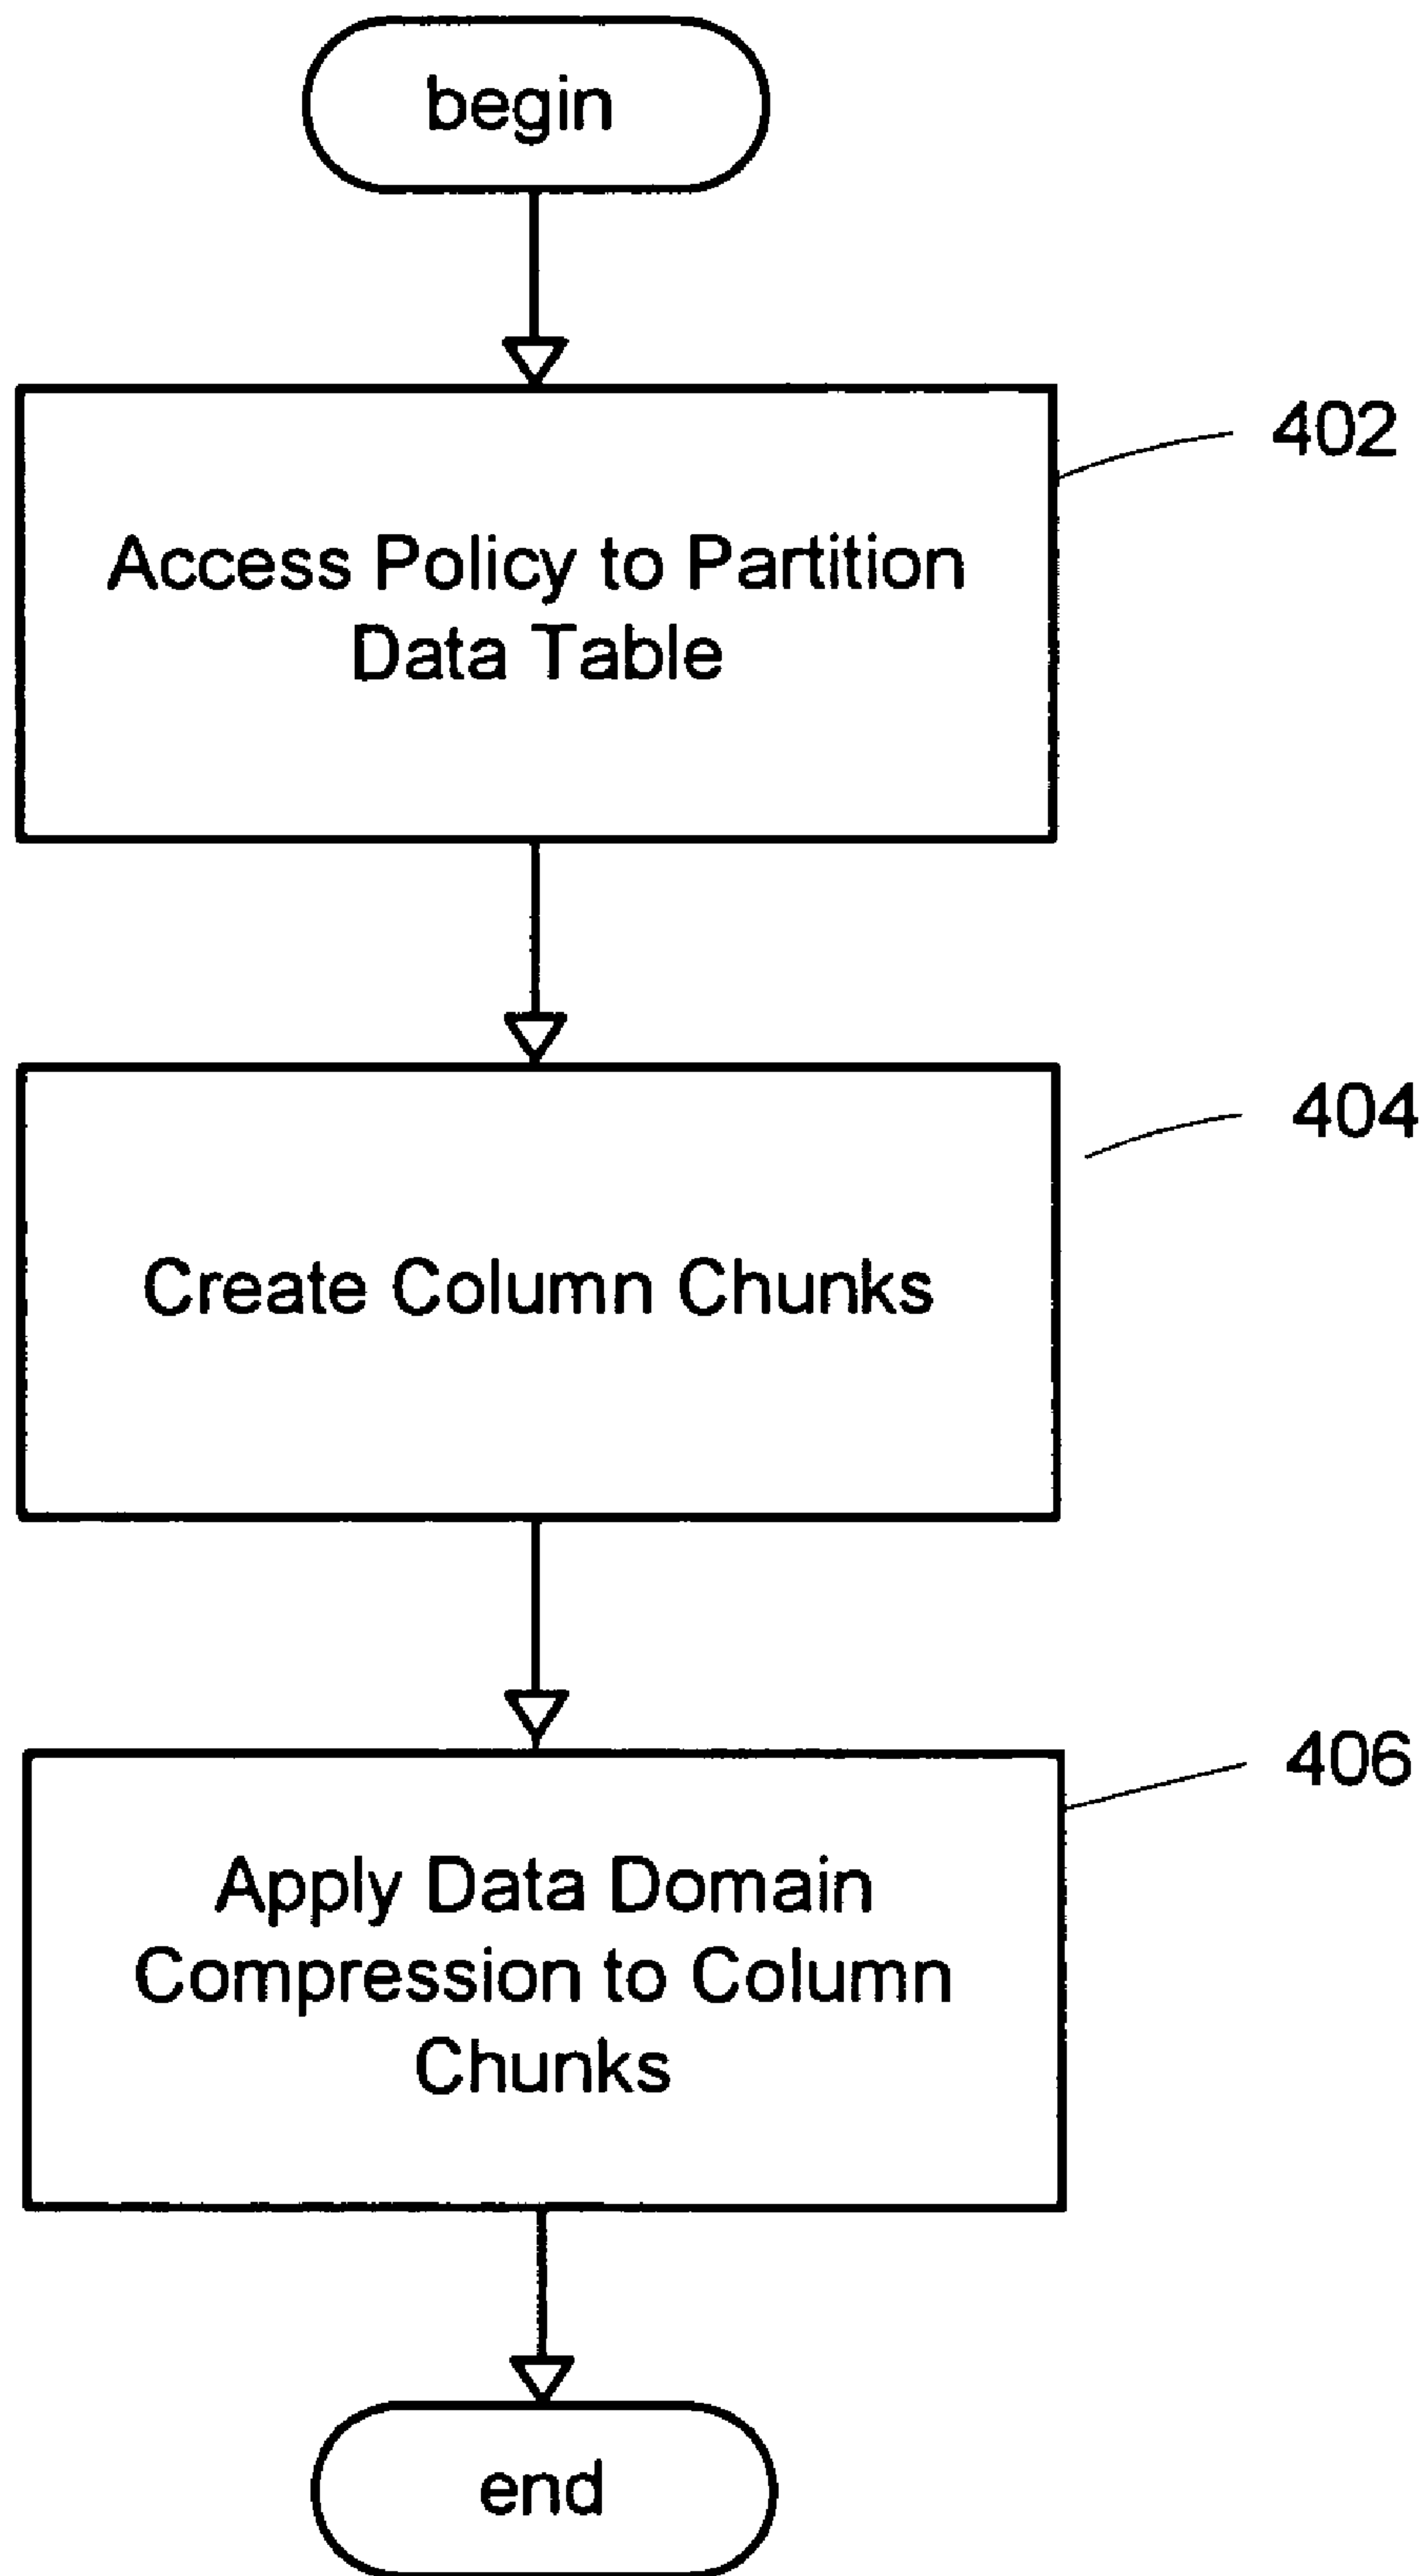 begin
402
Access Policy to Partition
Data Table
404
Create Column Chunks
406
Apply Data Domain
Compression to Column
Chunks
end